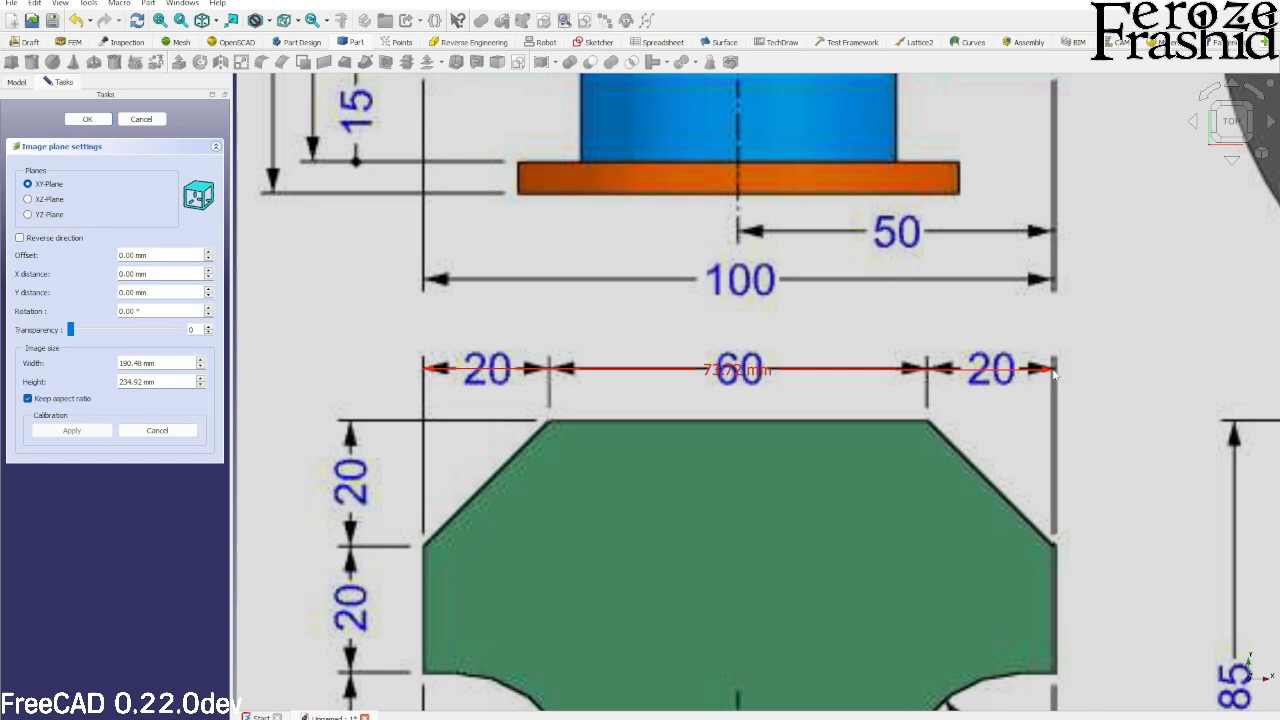 Edit View Tools Macro Part Windows Help
Feroze
Frashid
Draft FEM Inspection Mesh OpenSCAD Part Design Part Points Reverse Engineering Robot Sketcher Spreadsheet Surface TechDraw Test Framework Lattice2 Curves Assembly BIM
Model Tasks
Tasks
OK Cancel
Image plane settings
Planes
XY-Plane
XZ-Plane
YZ-Plane
Reverse direction
Offset: 0.00 mm
X distance: 0.00 mm
Y distance: 0.00 mm
Rotation : 0.00 °
Transparency : 0
Image size
Width: 190.48 mm
Height: 234.92 mm
Keep aspect ratio
Calibration
Apply Cancel
15
50
100
20 60 20
73.72 mm
20
20
85
TOP
FreeCAD 0.22.0dev
Start Unnamed : 1*